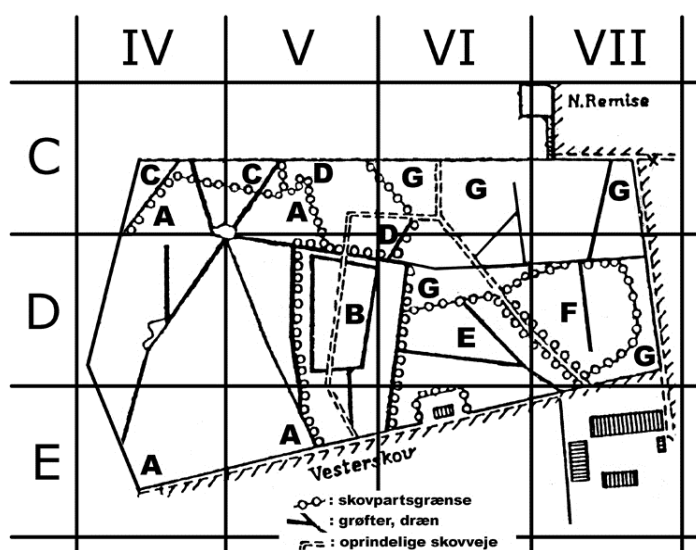 IV V VI VII
N.Remise
C
C C D G G G
A A
D
D
G
B F
E
G
E
A A
Vesterskov
: skovpartsgrænse
: grøfter, dræn
: oprindelige skovveje